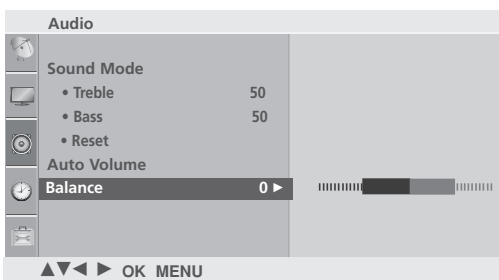 Audio
Sound Mode
• Treble 50
• Bass 50
• Reset
Auto Volume
Balance 0 ►
▲▼◄ ► OK MENU